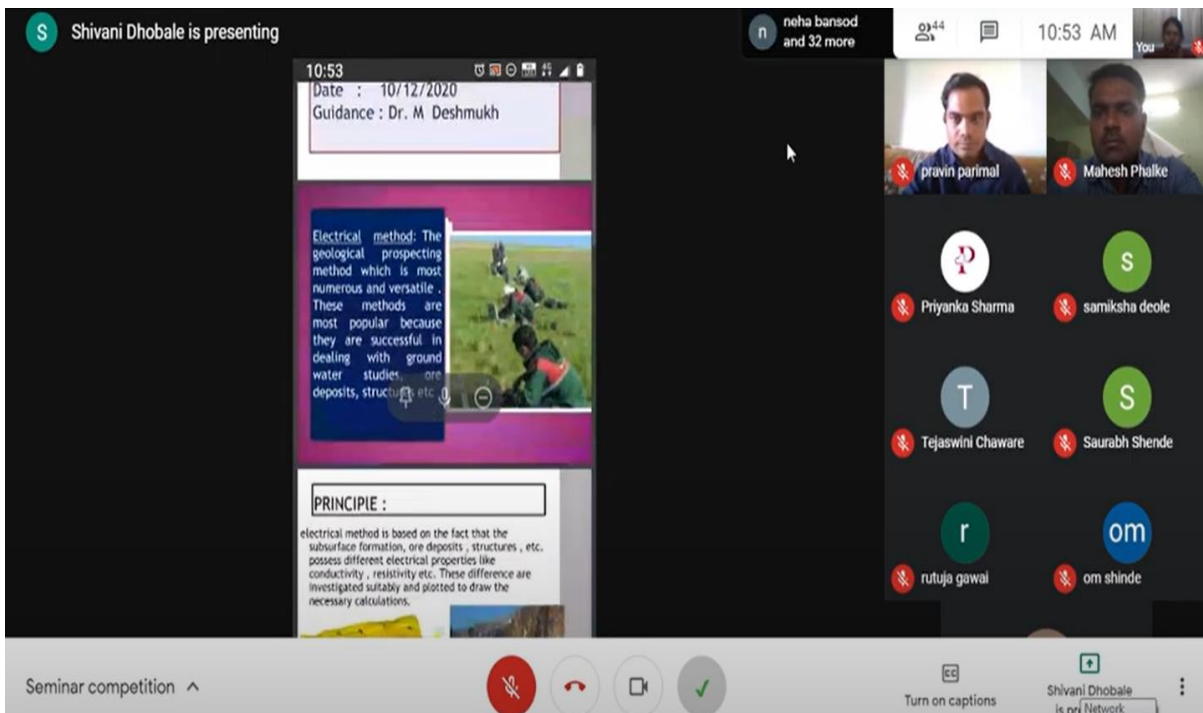 S
Shivani Dhobale is presenting
n
neha bansod
and 32 more
44
10:53 AM
You
10:53
4G
Date : 10/12/2020
Guidance : Dr. M Deshmukh
Electrical method: The
geological prospecting
method which is most
numerous and versatile .
These methods are
most popular because
they are successful in
dealing with ground
water studies, ore
deposits, structures etc
PRINCIPLE :
electrical method is based on the fact that the
subsurface formation, ore deposits , structures , etc.
possess different electrical properties like
conductivity , resistivity etc. These difference are
investigated suitably and plotted to draw the
necessary calculations.
pravin parimal
Mahesh Phalke
P
Priyanka Sharma
s
samiksha deole
T
Tejaswini Chaware
S
Saurabh Shende
r
rutuja gawai
om
om shinde
Seminar competition
CC
Turn on captions
Shivani Dhobale
Network